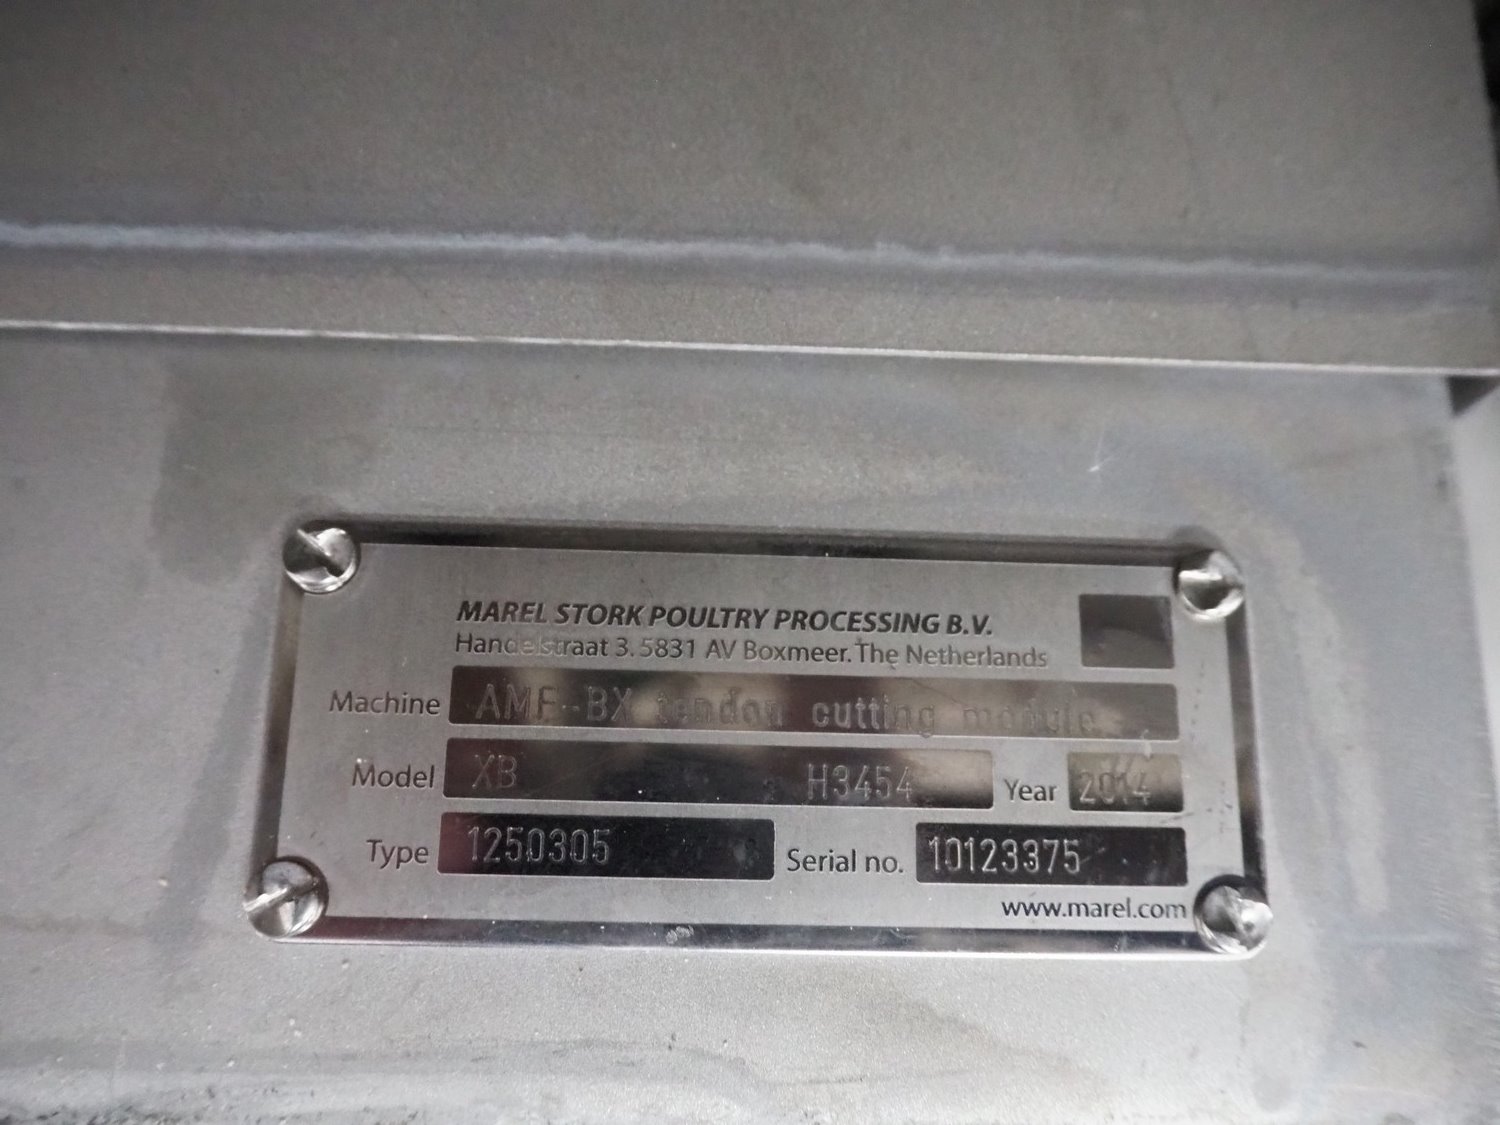 MAREL STORK POULTRY PROCESSING B.V.
Handelstraat 3. 5831 AV Boxmeer. The Netherlands
Machine AMF-BX tendon cutting module
Model XB H3454 Year 2014
Type 1250305 Serial no. 10123375
www.marel.com